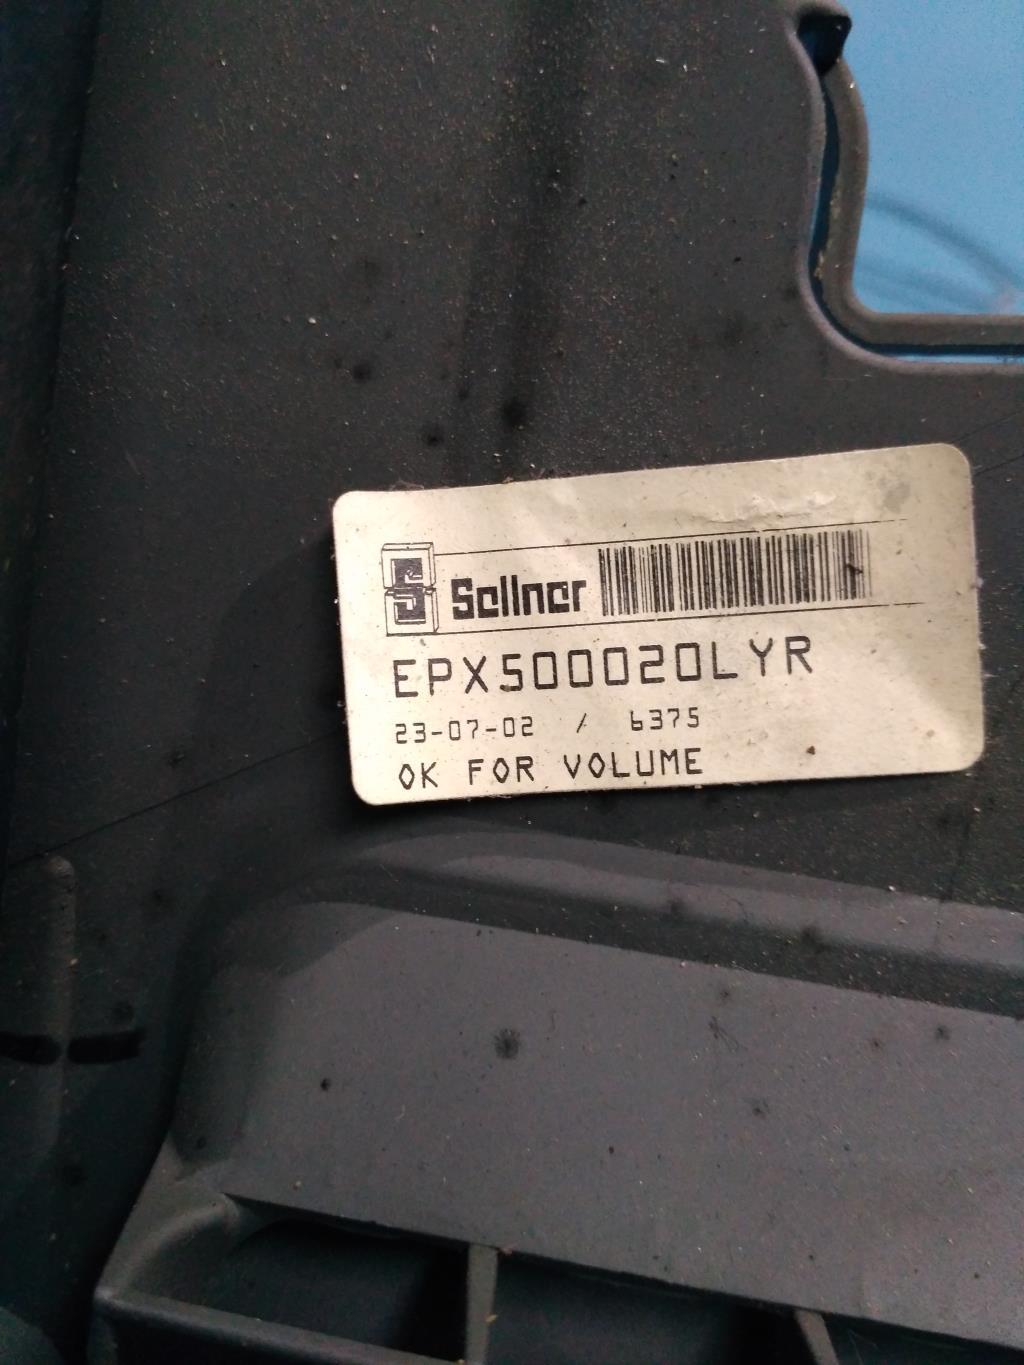 S Sellner
EPX500020LYR
23-07-02 / 6375
OK FOR VOLUME